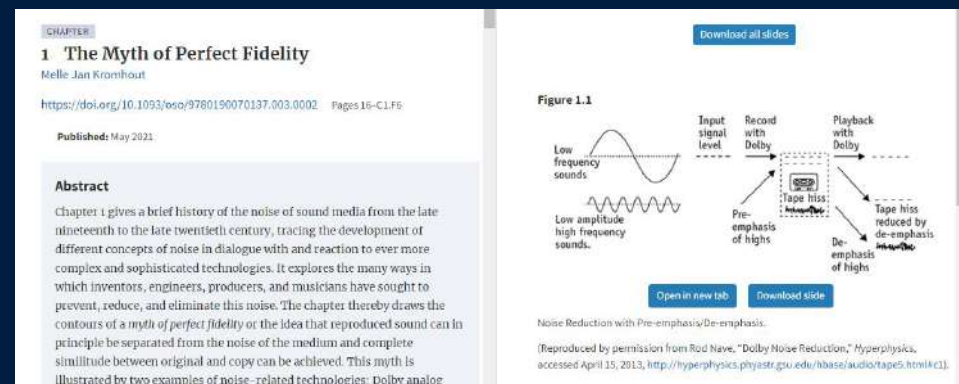 CHAPTER
1 The Myth of Perfect Fidelity
Melle Jan Kromhout
https://doi.org/10.1093/oso/9780190070137.003.0002 Pages 16–C1.F6
Published: May 2021
Abstract
Chapter 1 gives a brief history of the noise of sound media from the late
nineteenth to the late twentieth century, tracing the development of
different concepts of noise in dialogue with and reaction to ever more
complex and sophisticated technologies. It explores the many ways in
which inventors, engineers, producers, and musicians have sought to
prevent, reduce, and eliminate this noise. The chapter thereby draws the
contours of a myth of perfect fidelity or the idea that reproduced sound can in
principle be separated from the noise of the medium and complete
similitude between original and copy can be achieved. This myth is
illustrated by two examples of noise-related technologies: Dolby analog
Download all slides
Figure 1.1
Low
frequency
sounds
Low amplitude
high frequency
sounds.
Input
signal
level
Record
with
Dolby
Playback
with
Dolby
Tape hiss
Pre-
emphasis
of highs
De-
emphasis
of highs
Tape hiss
reduced by
de-emphasis
Open in new tab
Download slide
Noise Reduction with Pre-emphasis/De-emphasis.
(Reproduced by permission from Rod Nave, "Dolby Noise Reduction," Hyperphysics,
accessed April 15, 2013, http://hyperphysics.phyastr.gsu.edu/hbase/audio/tape5.html#c1).